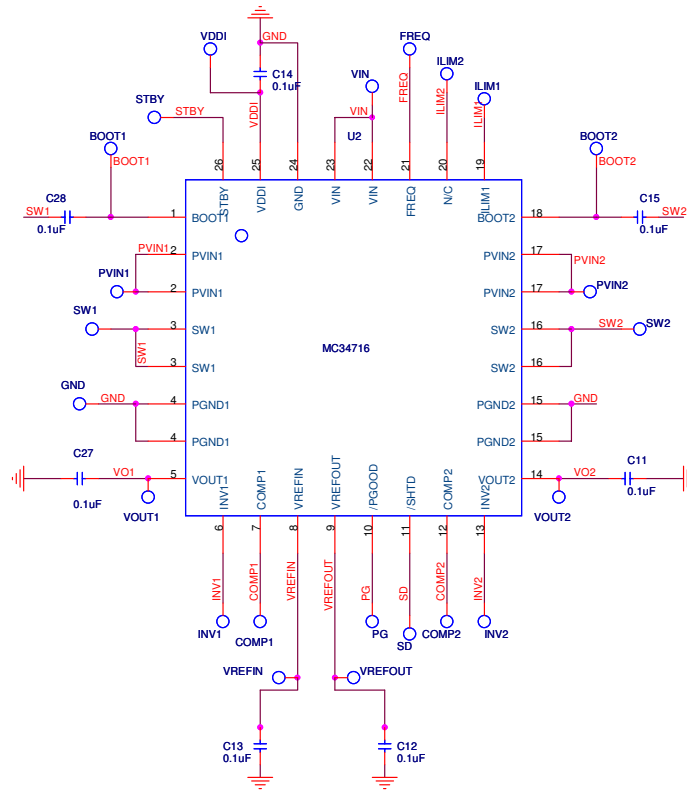 GND
VDDI
FREQ
ILIM2
C14
0.1uF
VIN
ILIM1
STBY
STBY
VDDI
VIN
FREQ
ILIM2
ILIM1
U2
BOOT1
BOOT1
BOOT2
BOOT2
26
25
24
23
22
21
20
19
STBY
VDDI
GND
VIN
VIN
FREQ
N/C
ILIM1
C28
SW1
0.1uF
1
BOOT1
BOOT2
18
C15
SW2
0.1uF
PVIN1
2
PVIN1
PVIN2
17
PVIN2
PVIN1
2
PVIN1
PVIN2
17
PVIN2
SW1
3
SW1
SW2
16
SW2
SW2
SW1
3
SW1
SW2
16
MC34716
GND
GND
4
PGND1
PGND2
15
GND
4
PGND1
PGND2
15
C27
VO1
0.1uF
5
VOUT1
VOUT2
14
VO2
C11
0.1uF
VOUT1
VOUT2
INV1
COMP1
VREFIN
VREFOUT
/PGOOD
/SHTD
COMP2
INV2
6
7
8
9
10
11
12
13
INV1
COMP1
VREFIN
VREFOUT
PG
SD
COMP2
INV2
INV1
COMP1
PG
SD
COMP2
INV2
VREFIN
VREFOUT
C13
0.1uF
C12
0.1uF